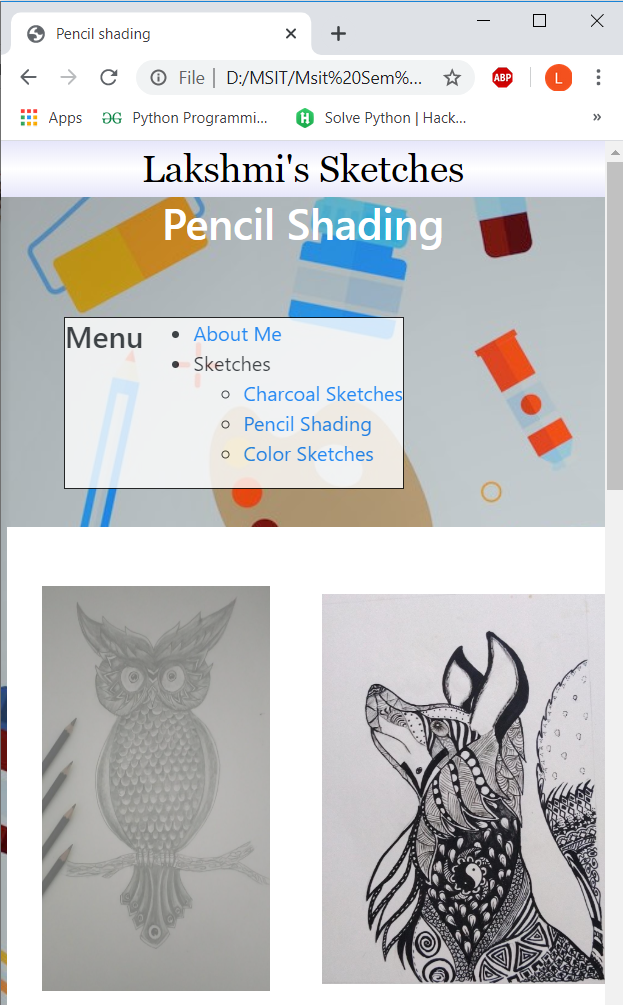 Pencil shading
File | D:/MSIT/Msit%20Sem%...
ABP
L
Apps
Python Programmi...
H
Solve Python | Hack...
»
Lakshmi's Sketches
Pencil Shading
Menu
About Me
Sketches
Charcoal Sketches
Pencil Shading
Color Sketches